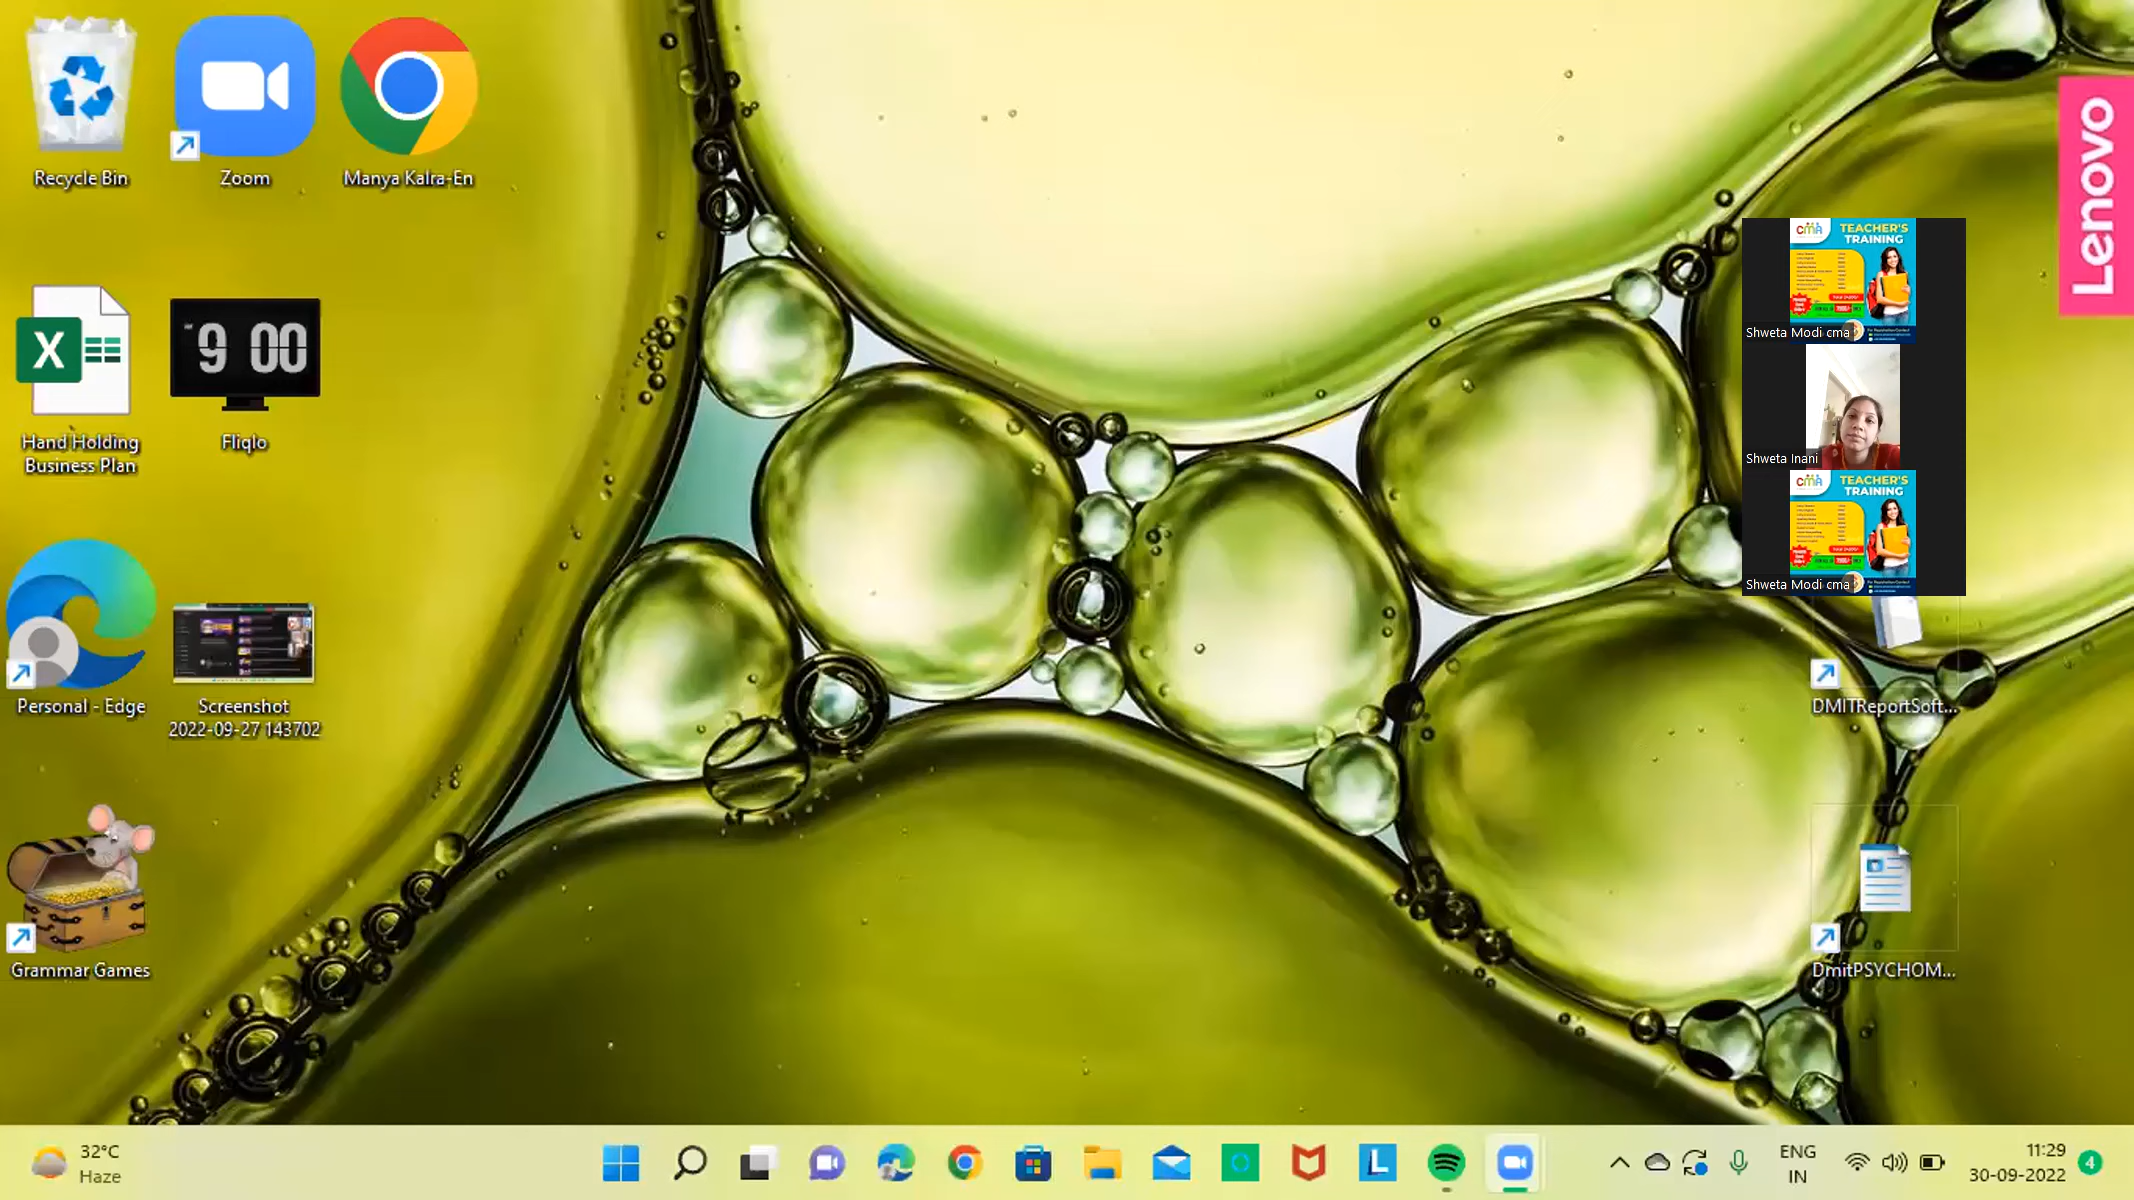 Recycle Bin
Zoom
Manya Kalra-En
Lenovo
cma
TEACHER'S
TRAINING
Shweta Modi cma
9 00
Hand Holding
Business Plan
Fliqlo
Shweta Inani
cma
TEACHER'S
TRAINING
Shweta Modi cma
Personal - Edge
Screenshot
2022-09-27 143702
DMITReportSoft...
Grammar Games
DmitPSYCHOM...
32°C
Haze
ENG
IN
11:29
30-09-2022
4